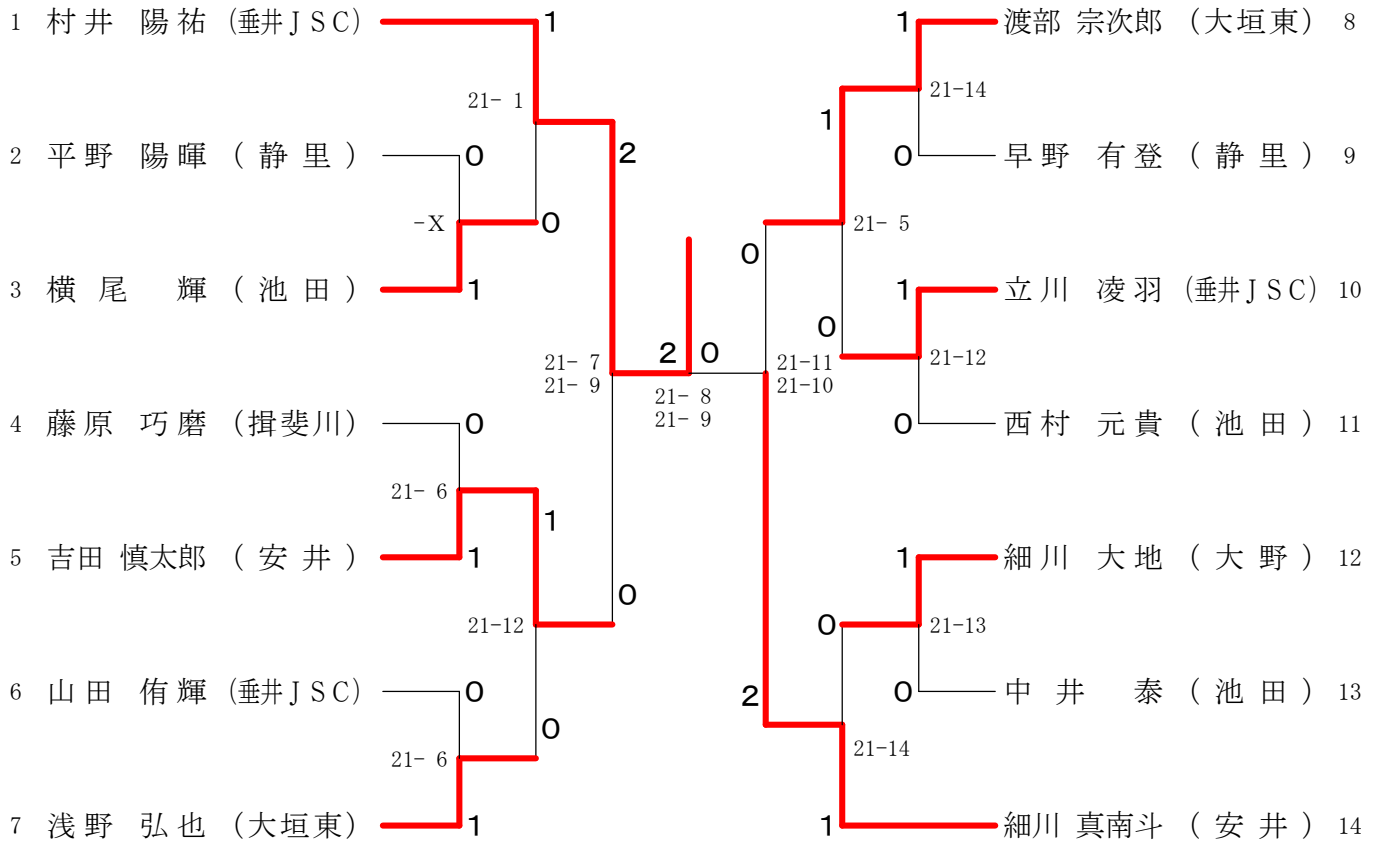 1 村井 陽祐 (垂井JSC) 1 1 渡部 宗次郎 (大垣東) 8
21- 1 21-14
1
2 平野 陽暉 (静里) 0 2 0 早野 有登 (静里) 9
-X 0 21- 5
0
3 横尾 輝 (池田) 1 1 立川 凌羽 (垂井JSC) 10
0
21- 7 2 0 21-11 21-12
21- 9 21- 8 21-10
21- 9
4 藤原 巧磨 (揖斐川) 0 0 西村 元貴 (池田) 11
21- 6
1
5 吉田 慎太郎 (安井) 1 1 細川 大地 (大野) 12
0
21-12 0 21-13
6 山田 侑輝 (垂井JSC) 0 2 0 中井 泰 (池田) 13
0
21- 6 21-14
7 浅野 弘也 (大垣東) 1 1 細川 真南斗 (安井) 14